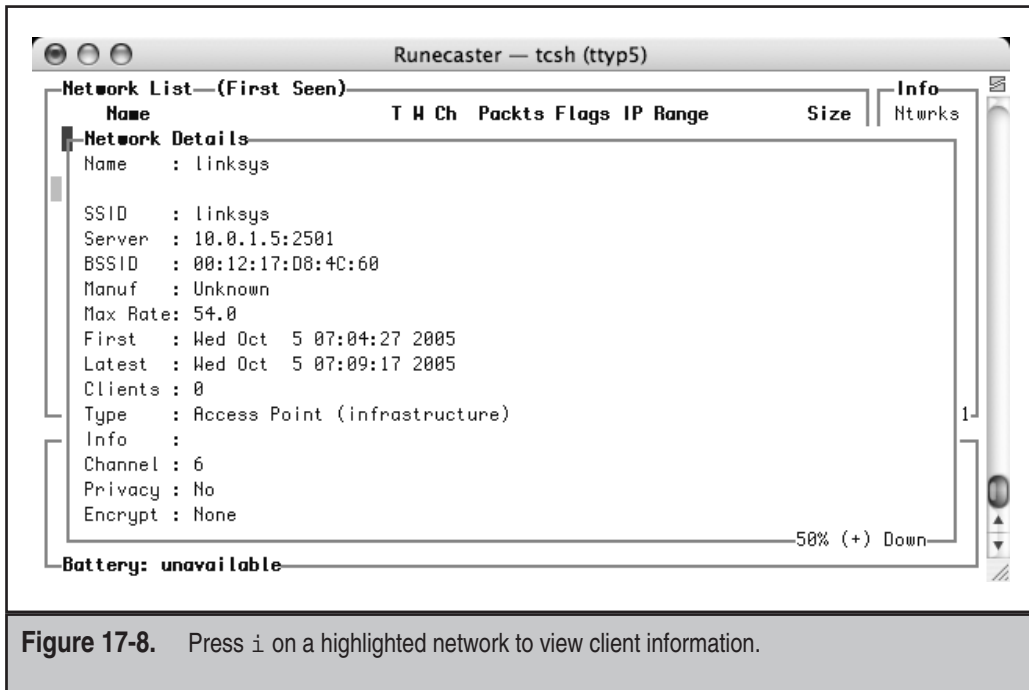 Runecaster — tcsh (ttyp5)
Network List—(First Seen)
Info
Name T W Ch Packts Flags IP Range Size
Ntwrks
Network Details
Name : linksys
SSID : linksys
Server : 10.0.1.5:2501
BSSID : 00:12:17:D8:4C:60
Manuf : Unknown
Max Rate: 54.0
First : Wed Oct 5 07:04:27 2005
Latest : Wed Oct 5 07:09:17 2005
Clients : 0
Type : Access Point (infrastructure)
1
Info :
Channel : 6
Privacy : No
Encrypt : None
50% (+) Down
Battery: unavailable
Figure 17-8. Press i on a highlighted network to view client information.